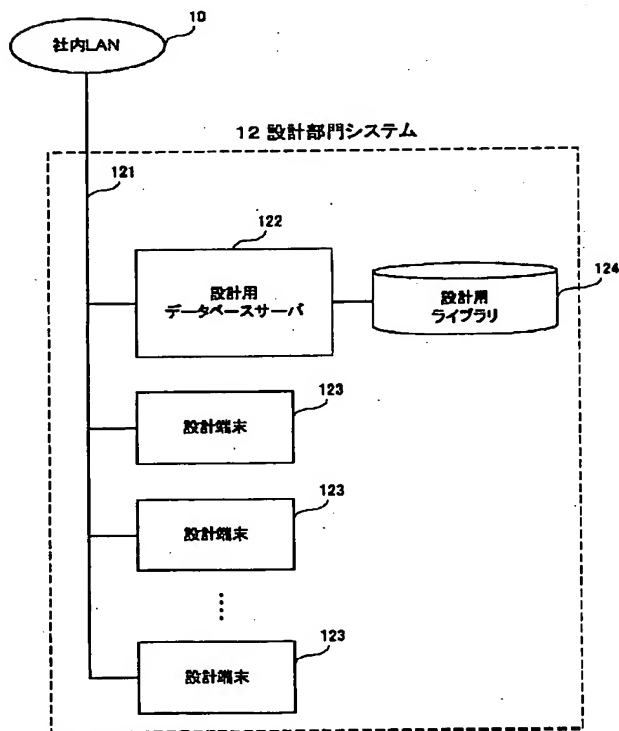 社内LAN
10
12 設計部門システム
121
122
設計用
データベースサーバ
設計用
ライブラリ
124
設計端末
123
設計端末
123
設計端末
123